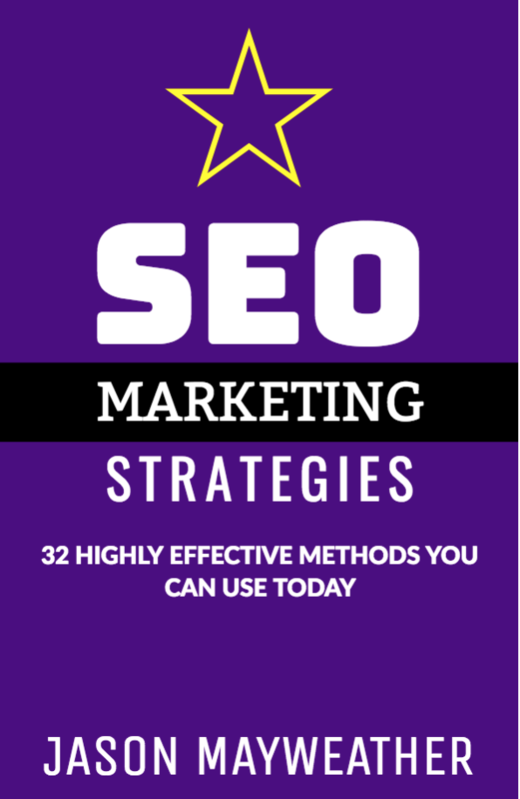 SEO
MARKETING
STRATEGIES
32 HIGHLY EFFECTIVE METHODS YOU
CAN USE TODAY
JASON MAYWEATHER